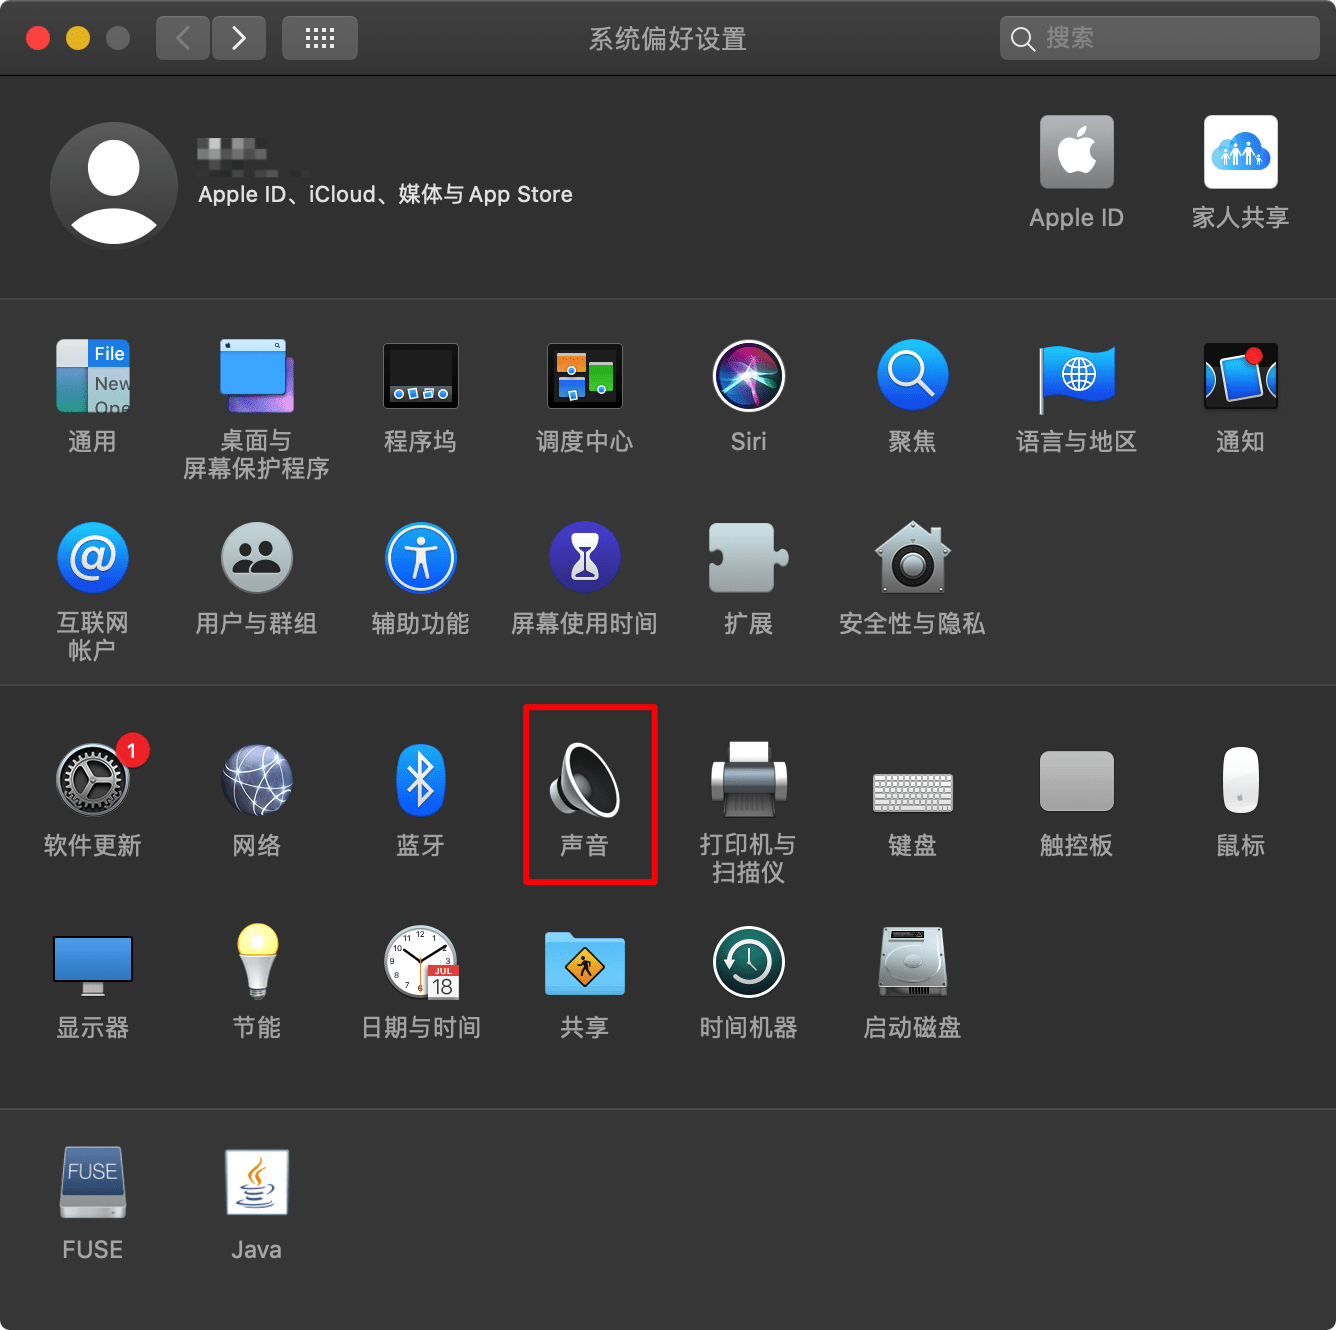 系统偏好设置
搜索
Apple ID、iCloud、媒体与 App Store
Apple ID
家人共享
File
New
Ope
通用
桌面与
屏幕保护程序
程序坞
调度中心
Siri
聚焦
语言与地区
通知
@
互联网
帐户
用户与群组
辅助功能
屏幕使用时间
扩展
安全性与隐私
1
软件更新
网络
蓝牙
声音
打印机与
扫描仪
键盘
触控板
鼠标
显示器
节能
JUL
18
日期与时间
共享
时间机器
启动磁盘
FUSE
FUSE
Java